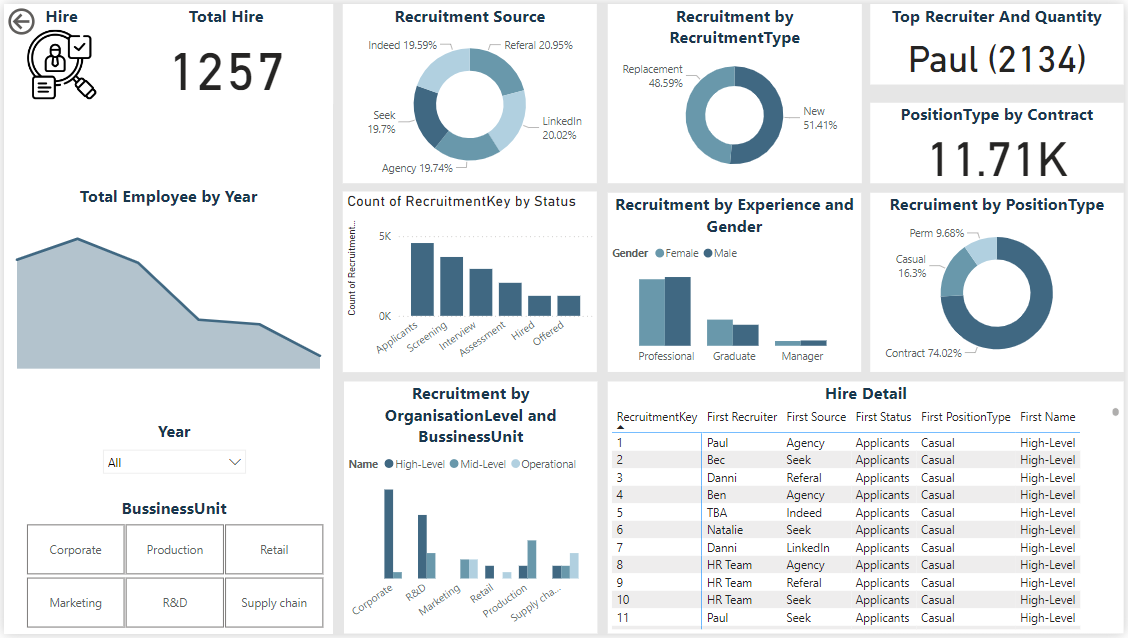 Hire
Total Hire
1257
Total Employee by Year
Year
All
BussinesUnit
Corporate
Production
Retail
Marketing
R&D
Supply chain
Recruitment Source
Indeed 19.59%
Referal 20.95%
Seek
19.7%
LinkedIn
20.02%
Agency 19.74%
Recruitment by
RecruitmentType
Replacement
48.59%
New
51.41%
Top Recruiter And Quantity
Paul (2134)
PositionType by Contract
11.71K
Count of RecruitmentKey by Status
Count of Recruitment...
5K
0K
Applicants
Screening
Interview
Assessment
Hired
Offered
Recruitment by Experience and
Gender
Gender Female Male
Professional
Graduate
Manager
Recruiment by PositionType
Perm 9.68%
Casual
16.3%
Contract 74.02%
Recruitment by
OrganisationLevel and
BussinessUnit
Name High-Level Mid-Level Operational
Corporate
R&D
Marketing
Retail
Production
Supply cha...
Hire Detail
RecruitmentKey First Recruiter First Source First Status First PositionType First Name
1 Paul Agency Applicants Casual High-Level
2 Bec Seek Applicants Casual High-Level
3 Danni Referal Applicants Casual High-Level
4 Ben Agency Applicants Casual High-Level
5 TBA Indeed Applicants Casual High-Level
6 Natalie Seek Applicants Casual High-Level
7 Danni LinkedIn Applicants Casual High-Level
8 HR Team Agency Applicants Casual High-Level
9 HR Team Referal Applicants Casual High-Level
10 HR Team Seek Applicants Casual High-Level
11 Paul Seek Applicants Casual High-Level